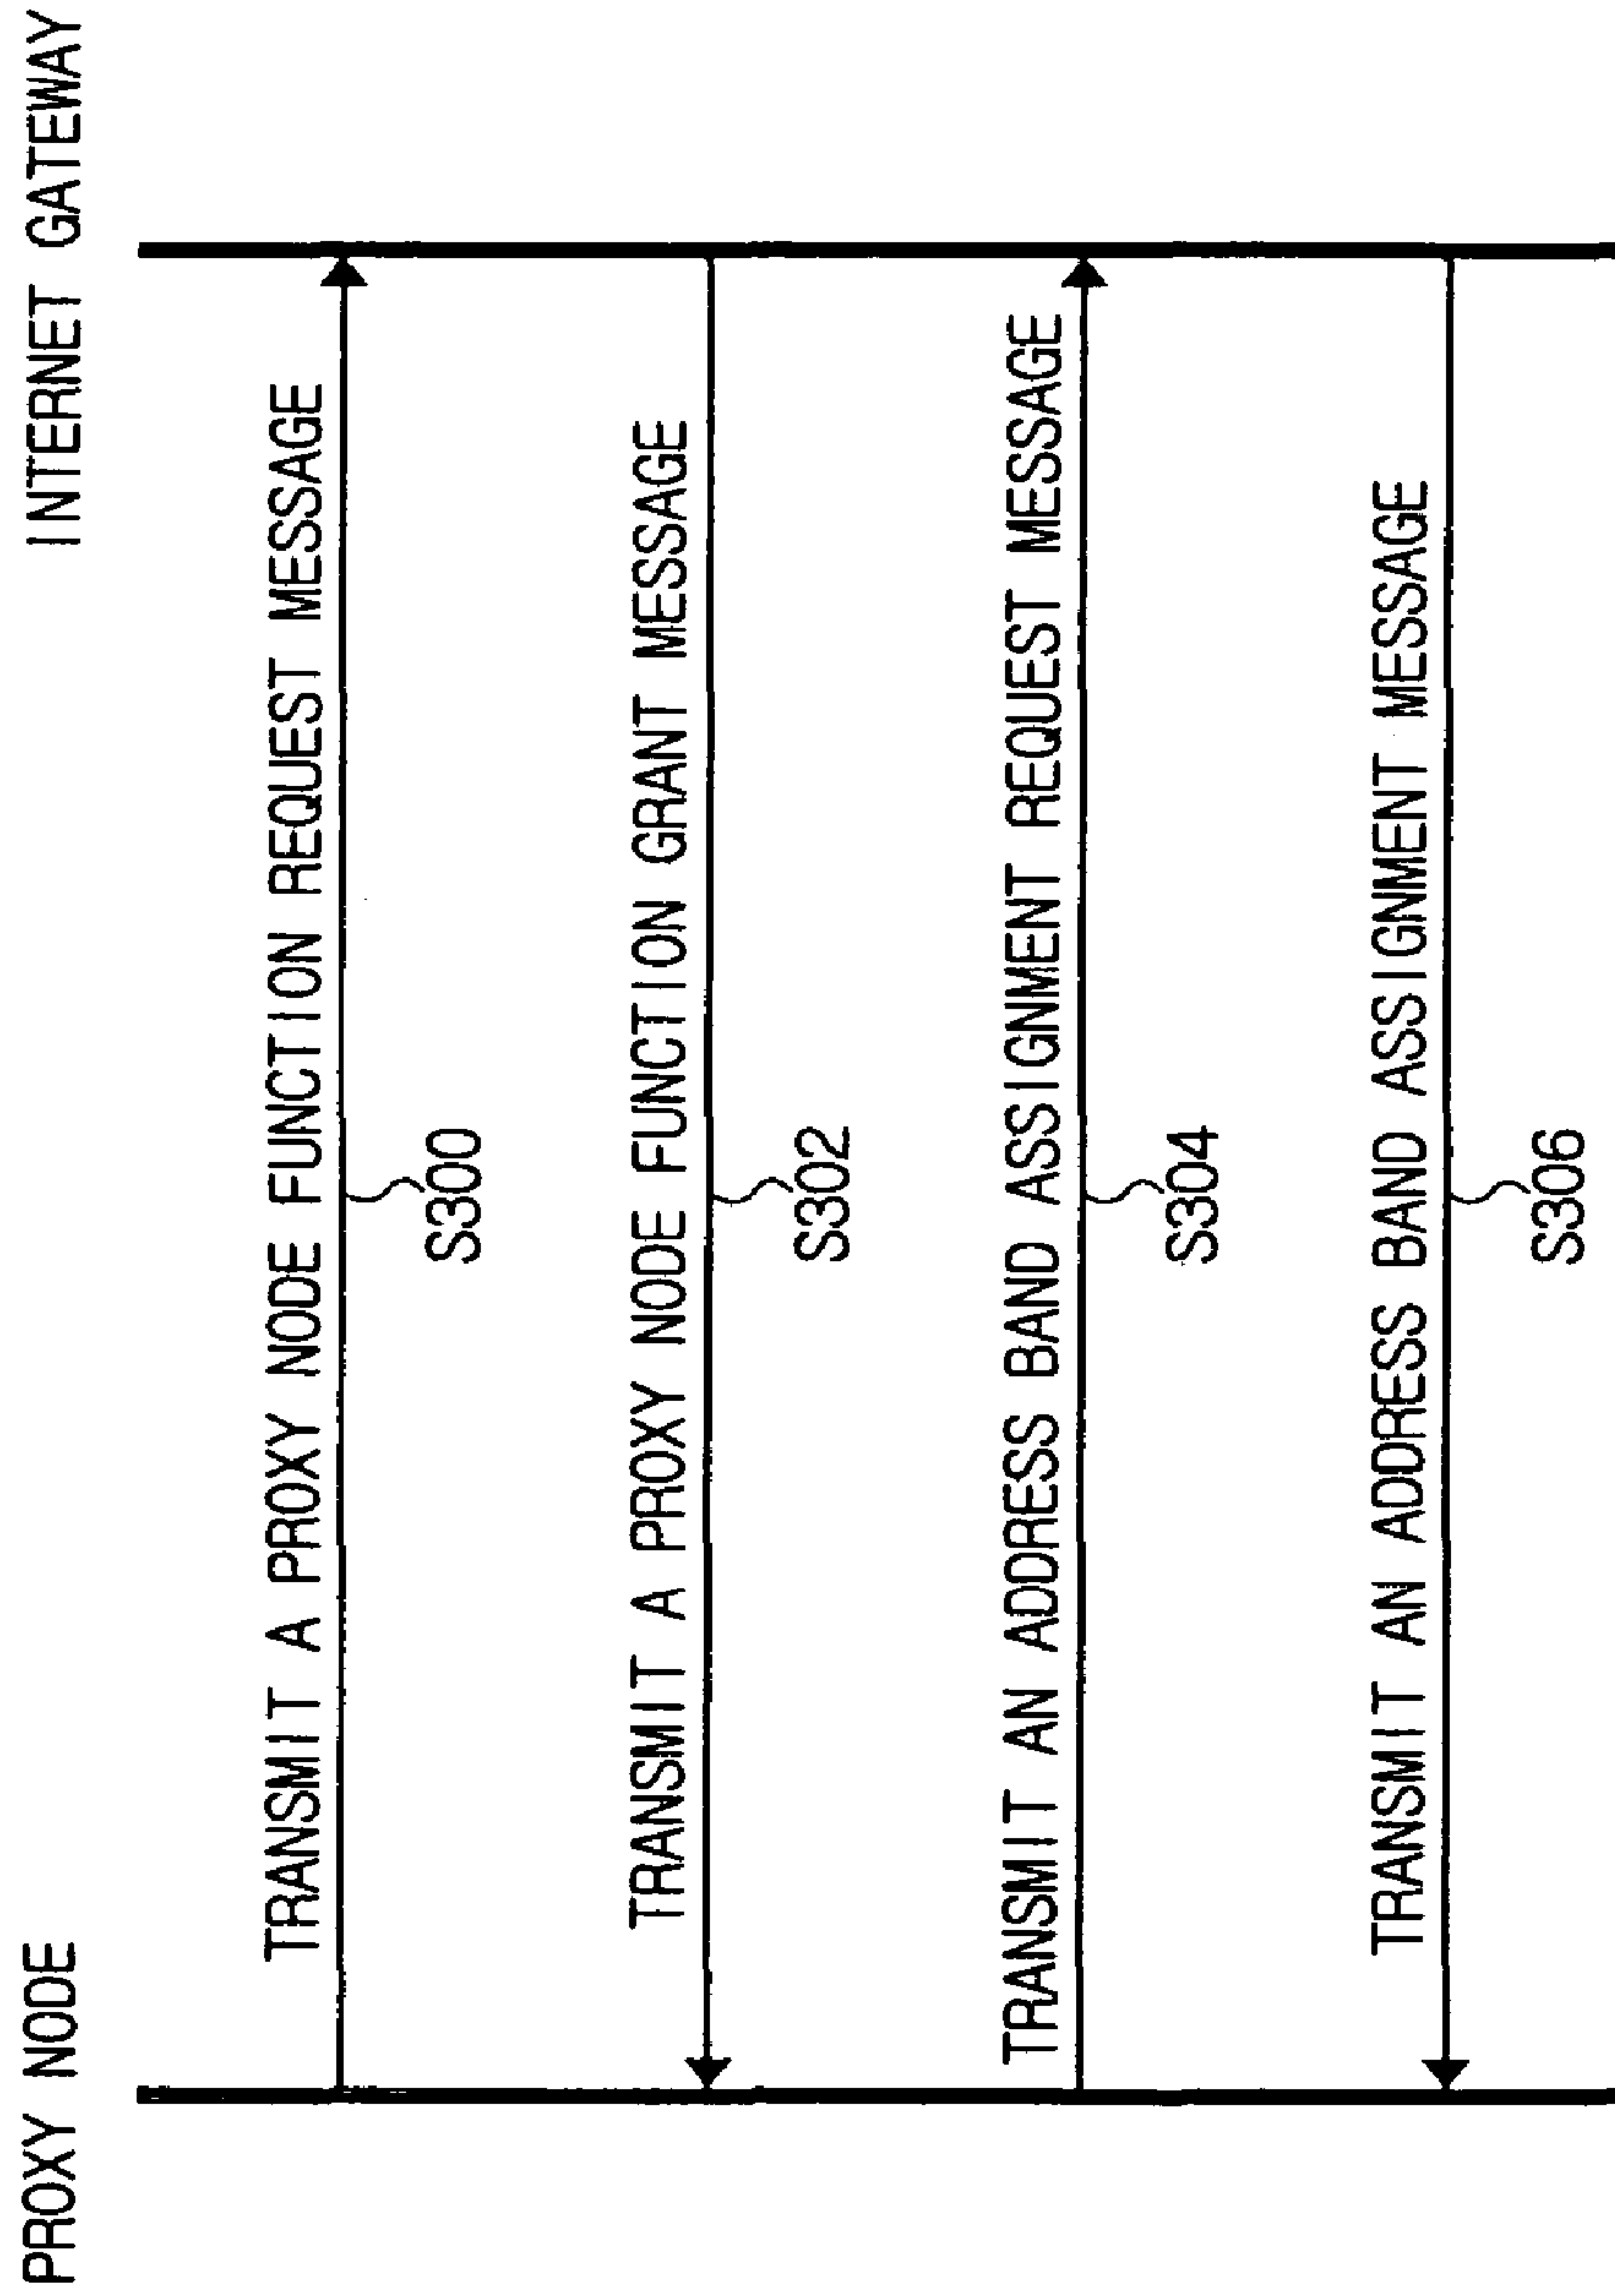 PROXY NODE
INTERNET GATEWAY
TRANSMIT A PROXY NODE FUNCTION REQUEST MESSAGE
S300
TRANSMIT A PROXY NODE FUNCTION GRANT MESSAGE
S302
TRANSMIT AN ADDRESS BAND ASSIGNMENT REQUEST MESSAGE
S304
TRANSMIT AN ADDRESS BAND ASSIGNMENT MESSAGE
S306